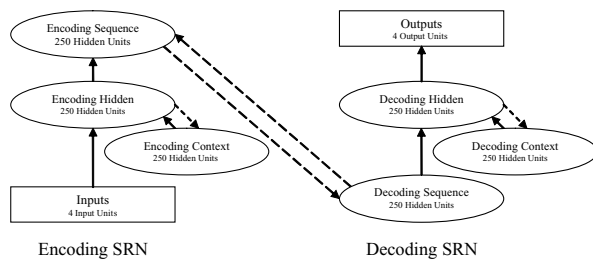 Encoding Sequence
250 Hidden Units
Encoding Hidden
250 Hidden Units
Encoding Context
250 Hidden Units
Inputs
4 Input Units
Encoding SRN
Outputs
4 Output Units
Decoding Hidden
250 Hidden Units
Decoding Context
250 Hidden Units
Decoding Sequence
250 Hidden Units
Decoding SRN